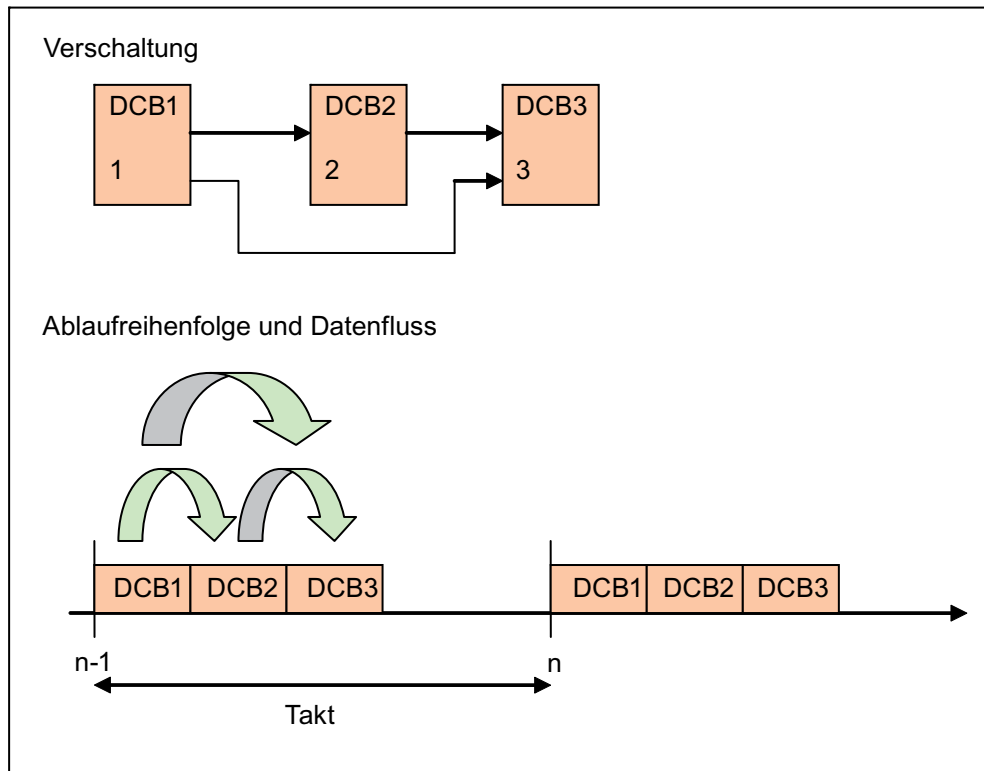 Verschaltung
DCB1 DCB2 DCB3
1 2 3
Ablaufreihenfolge und Datenfluss
DCB1 DCB2 DCB3 DCB1 DCB2 DCB3
n-1 n
Takt